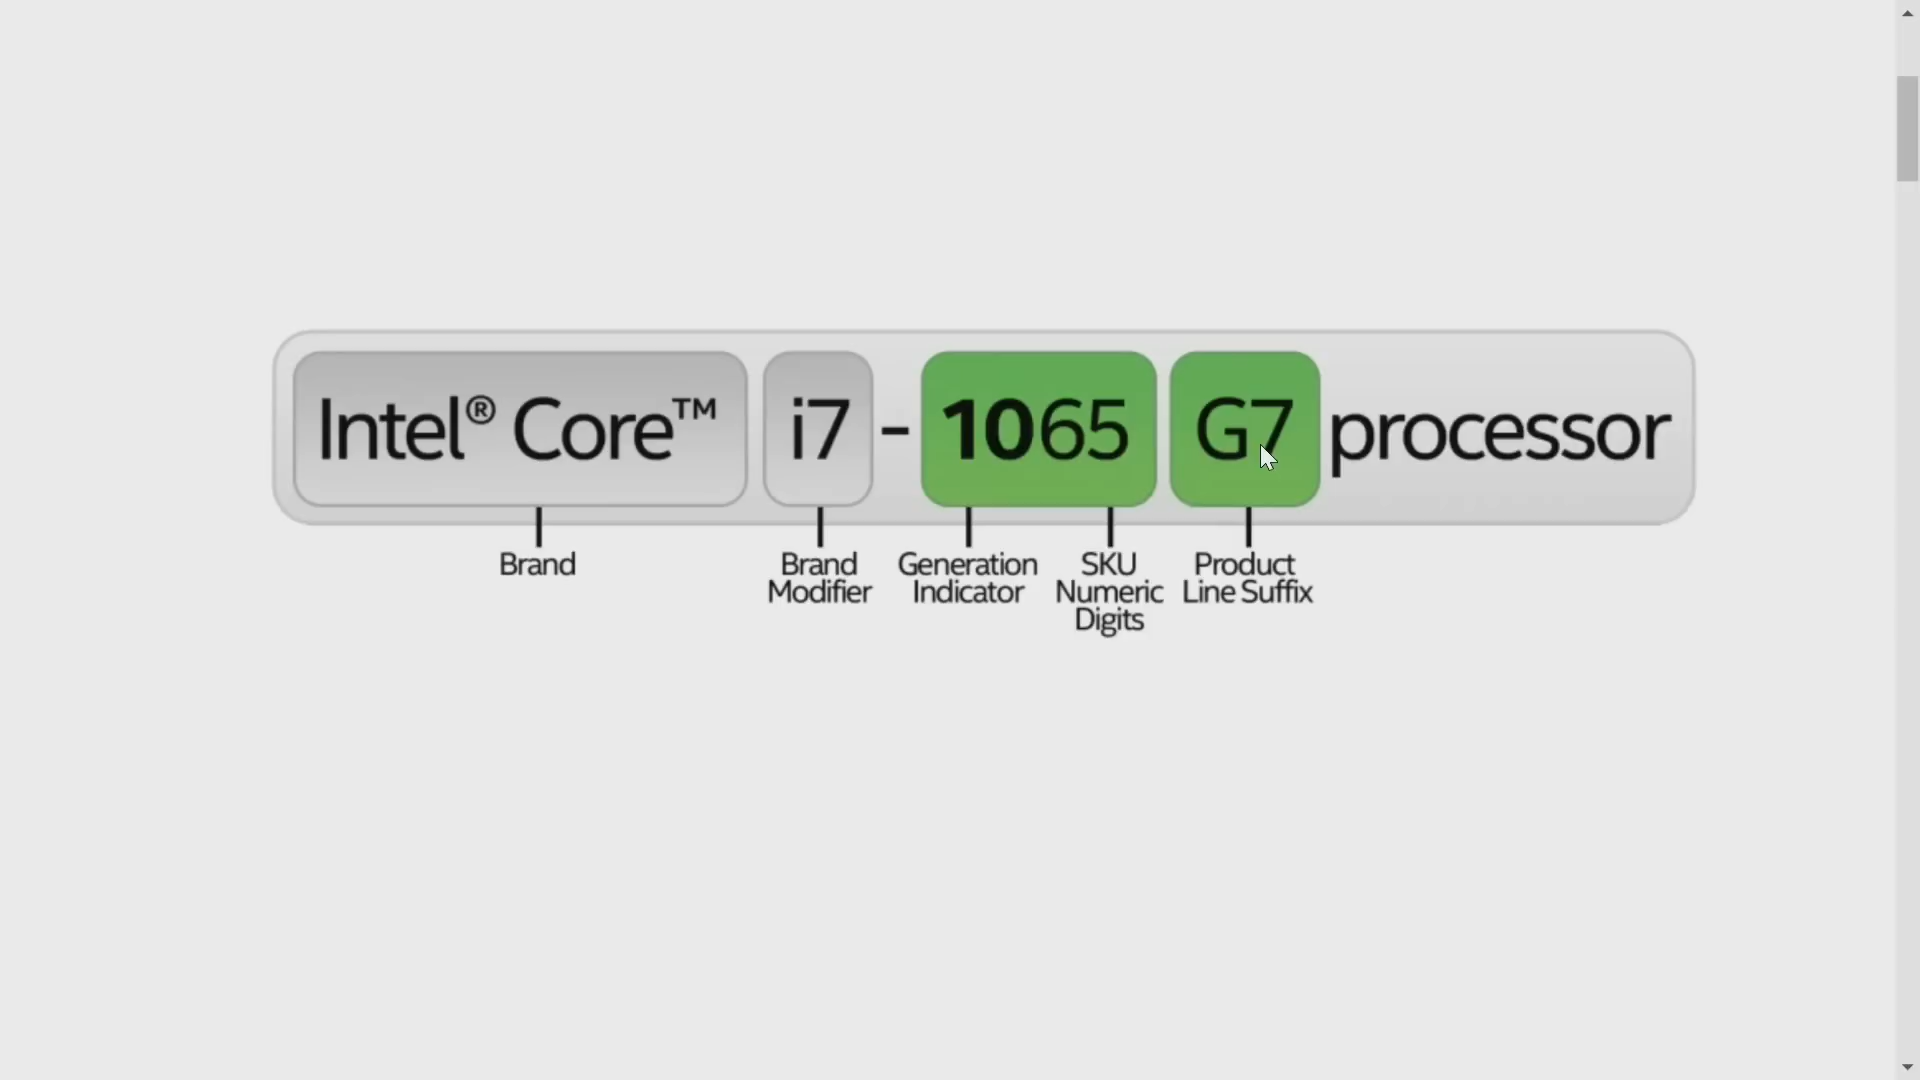 Intel® Core™ i7 - 1065 G7 processor
Brand
Brand Modifier
Generation Indicator
SKU Numeric Digits
Product Line Suffix